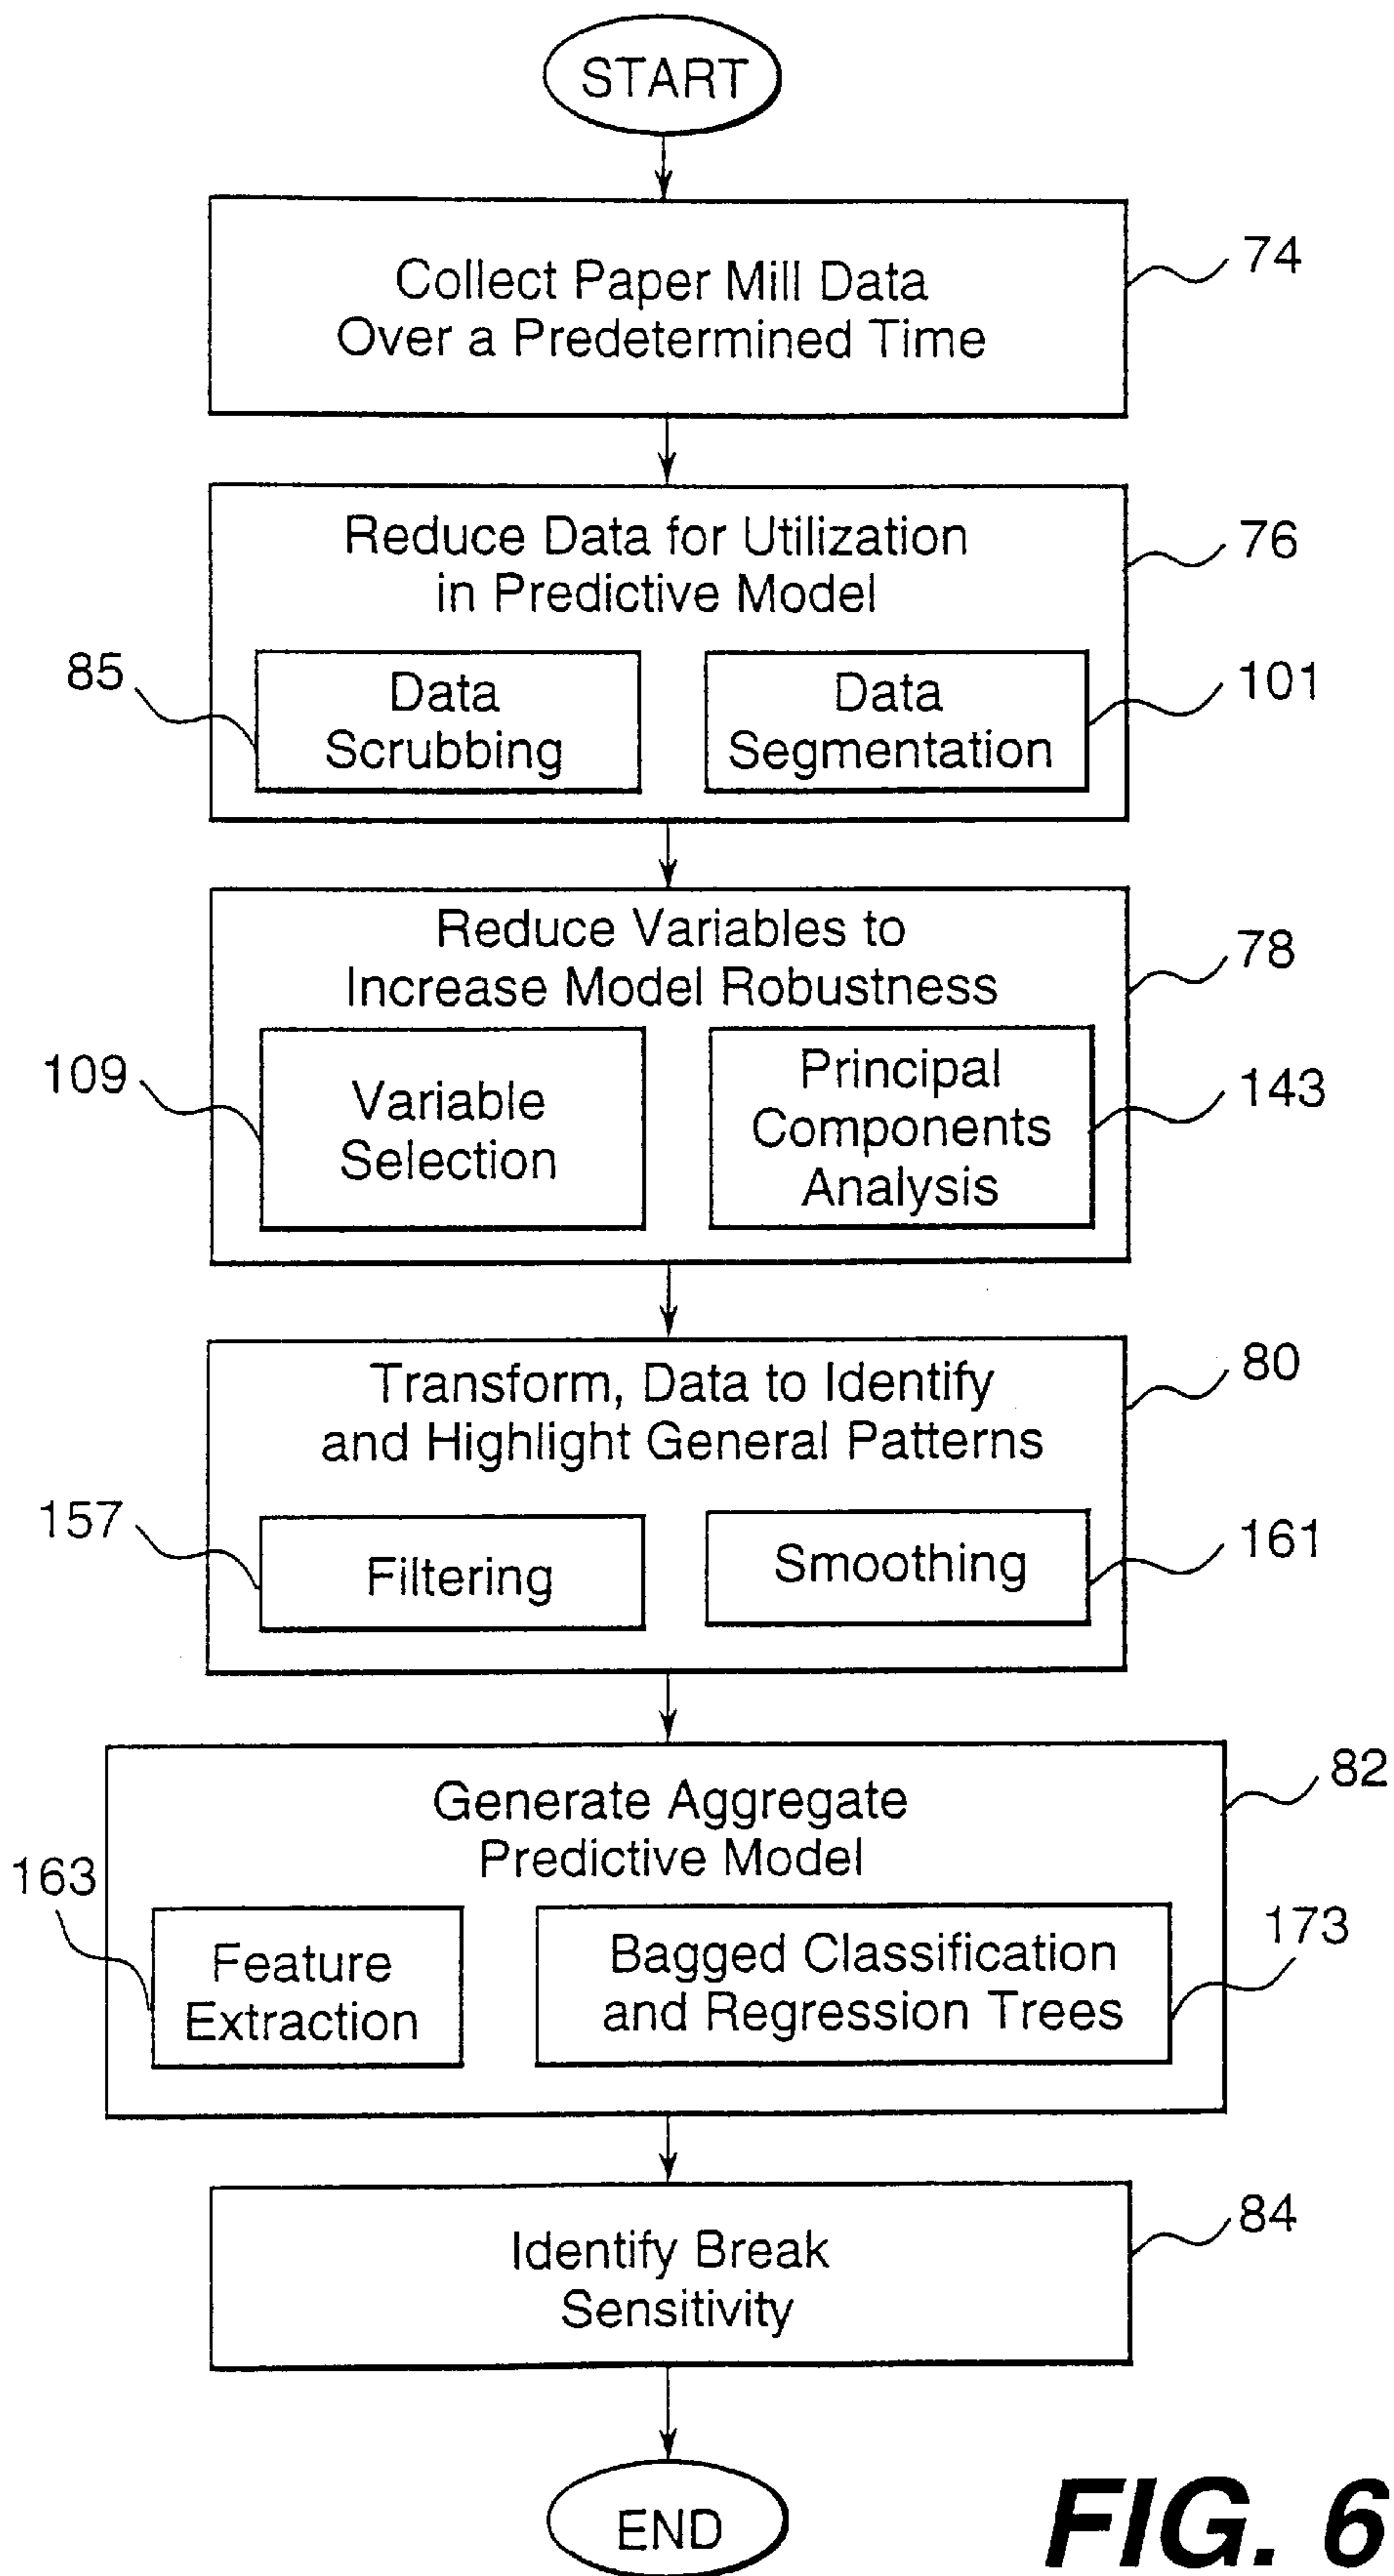 START
Collect Paper Mill Data
Over a Predetermined Time
74
Reduce Data for Utilization
in Predictive Model
76
85
Data
Scrubbing
Data
Segmentation
101
Reduce Variables to
Increase Model Robustness
78
109
Variable
Selection
Principal
Components
Analysis
143
Transform, Data to Identify
and Highlight General Patterns
80
157
Filtering
Smoothing
161
Generate Aggregate
Predictive Model
82
163
Feature
Extraction
Bagged Classification
and Regression Trees
173
Identify Break
Sensitivity
84
END
FIG. 6